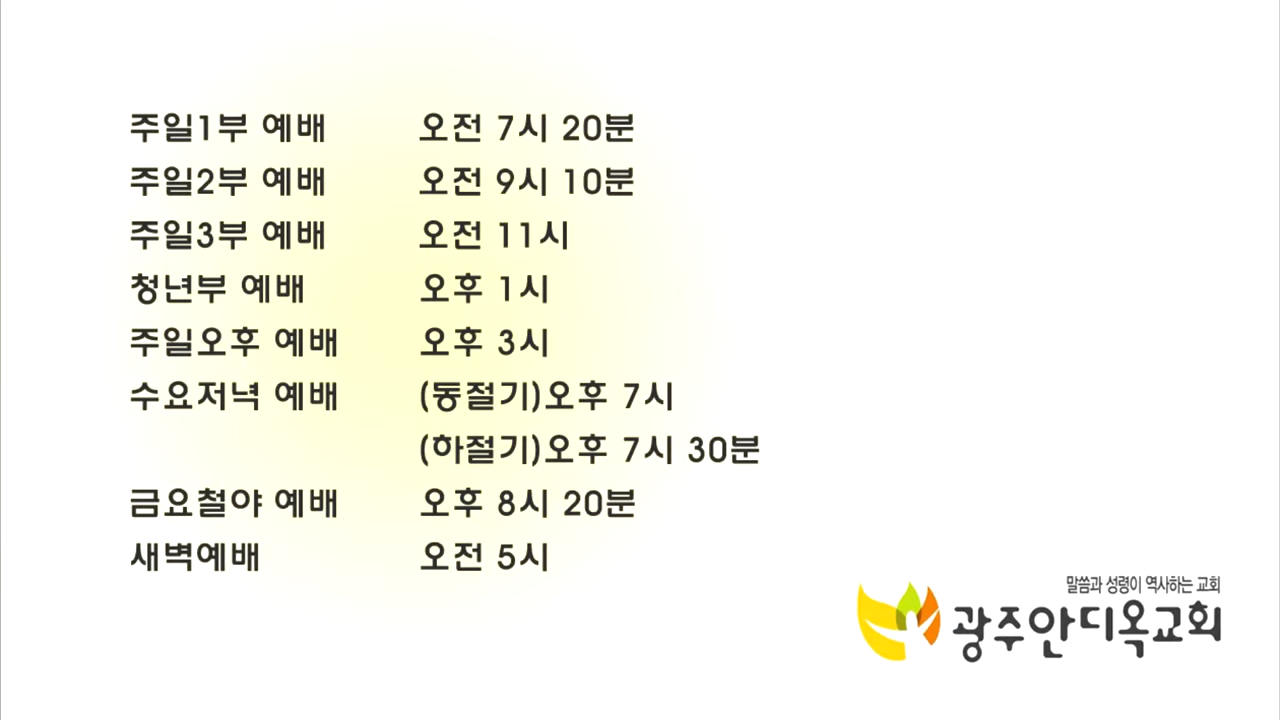 주일1부 예배 오전 7시 20분
주일2부 예배 오전 9시 10분
주일3부 예배 오전 11시
청년부 예배 오후 1시
주일오후 예배 오후 3시
수요저녁 예배 (동절기)오후 7시
(하절기)오후 7시 30분
금요철야 예배 오후 8시 20분
새벽예배 오전 5시
말씀과 성령이 역사하는 교회
광주안디옥교회